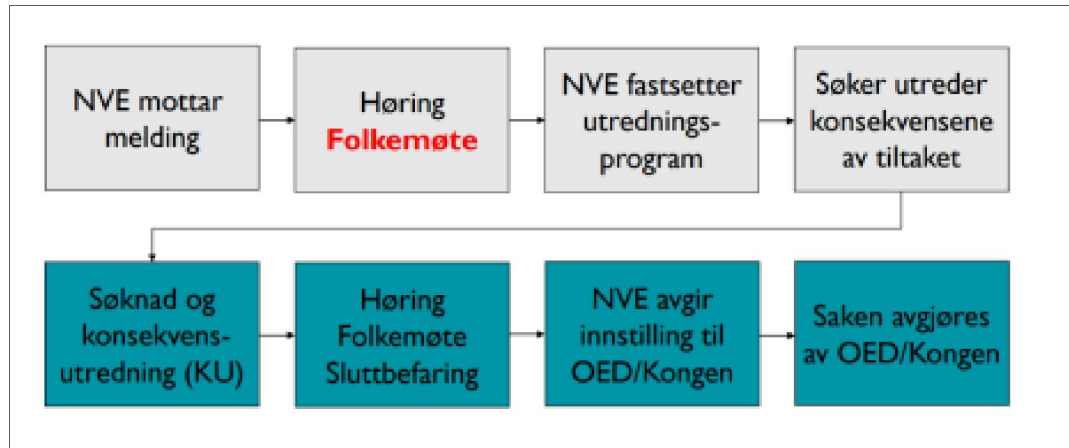 NVE mottar
melding
Høring
Folkemøte
NVE fastsetter
utrednings-
program
Søker utreder
konsekvensene
av tiltaket
Søknad og
konsekvens-
utredning (KU)
Høring
Folkemøte
Sluttbefaring
NVE avgir
innstilling til
OED/Kongen
Saken avgjøres
av OED/Kongen